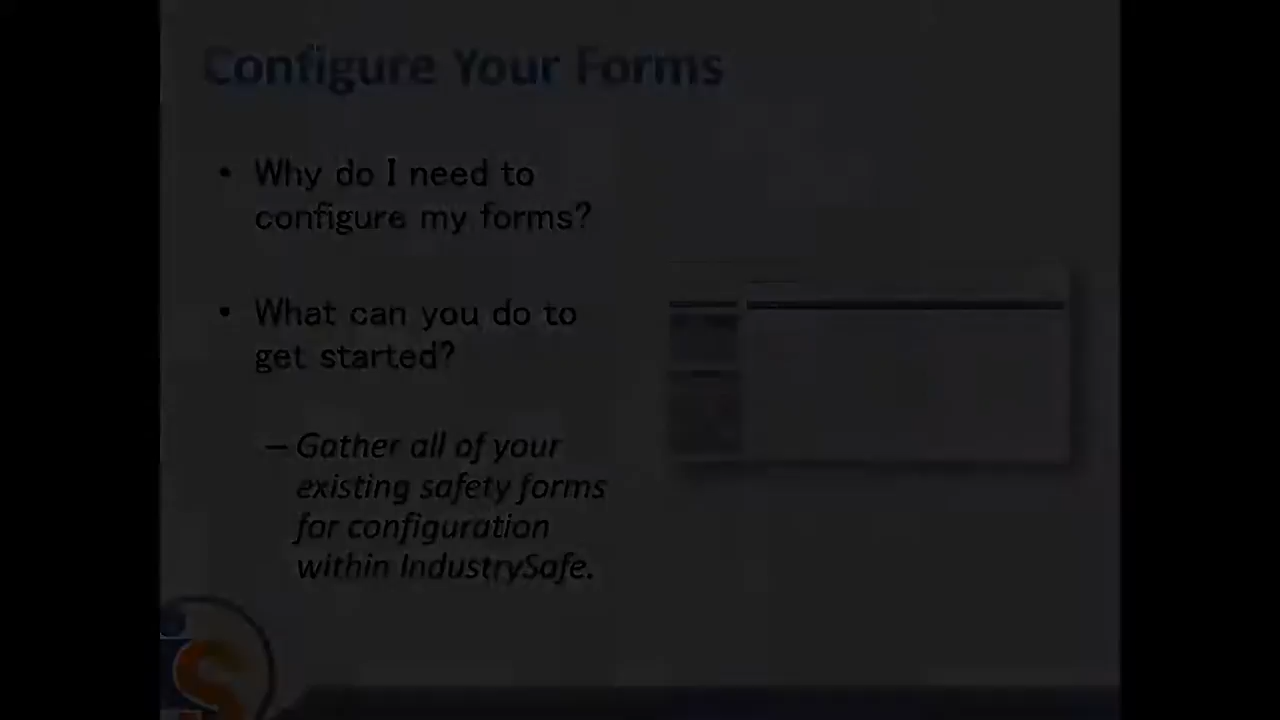 Configure Your Forms
• Why do I need to
configure my forms?
• What can you do to
get started?
– Gather all of your
existing safety forms
for configuration
within IndustrySafe.
iS